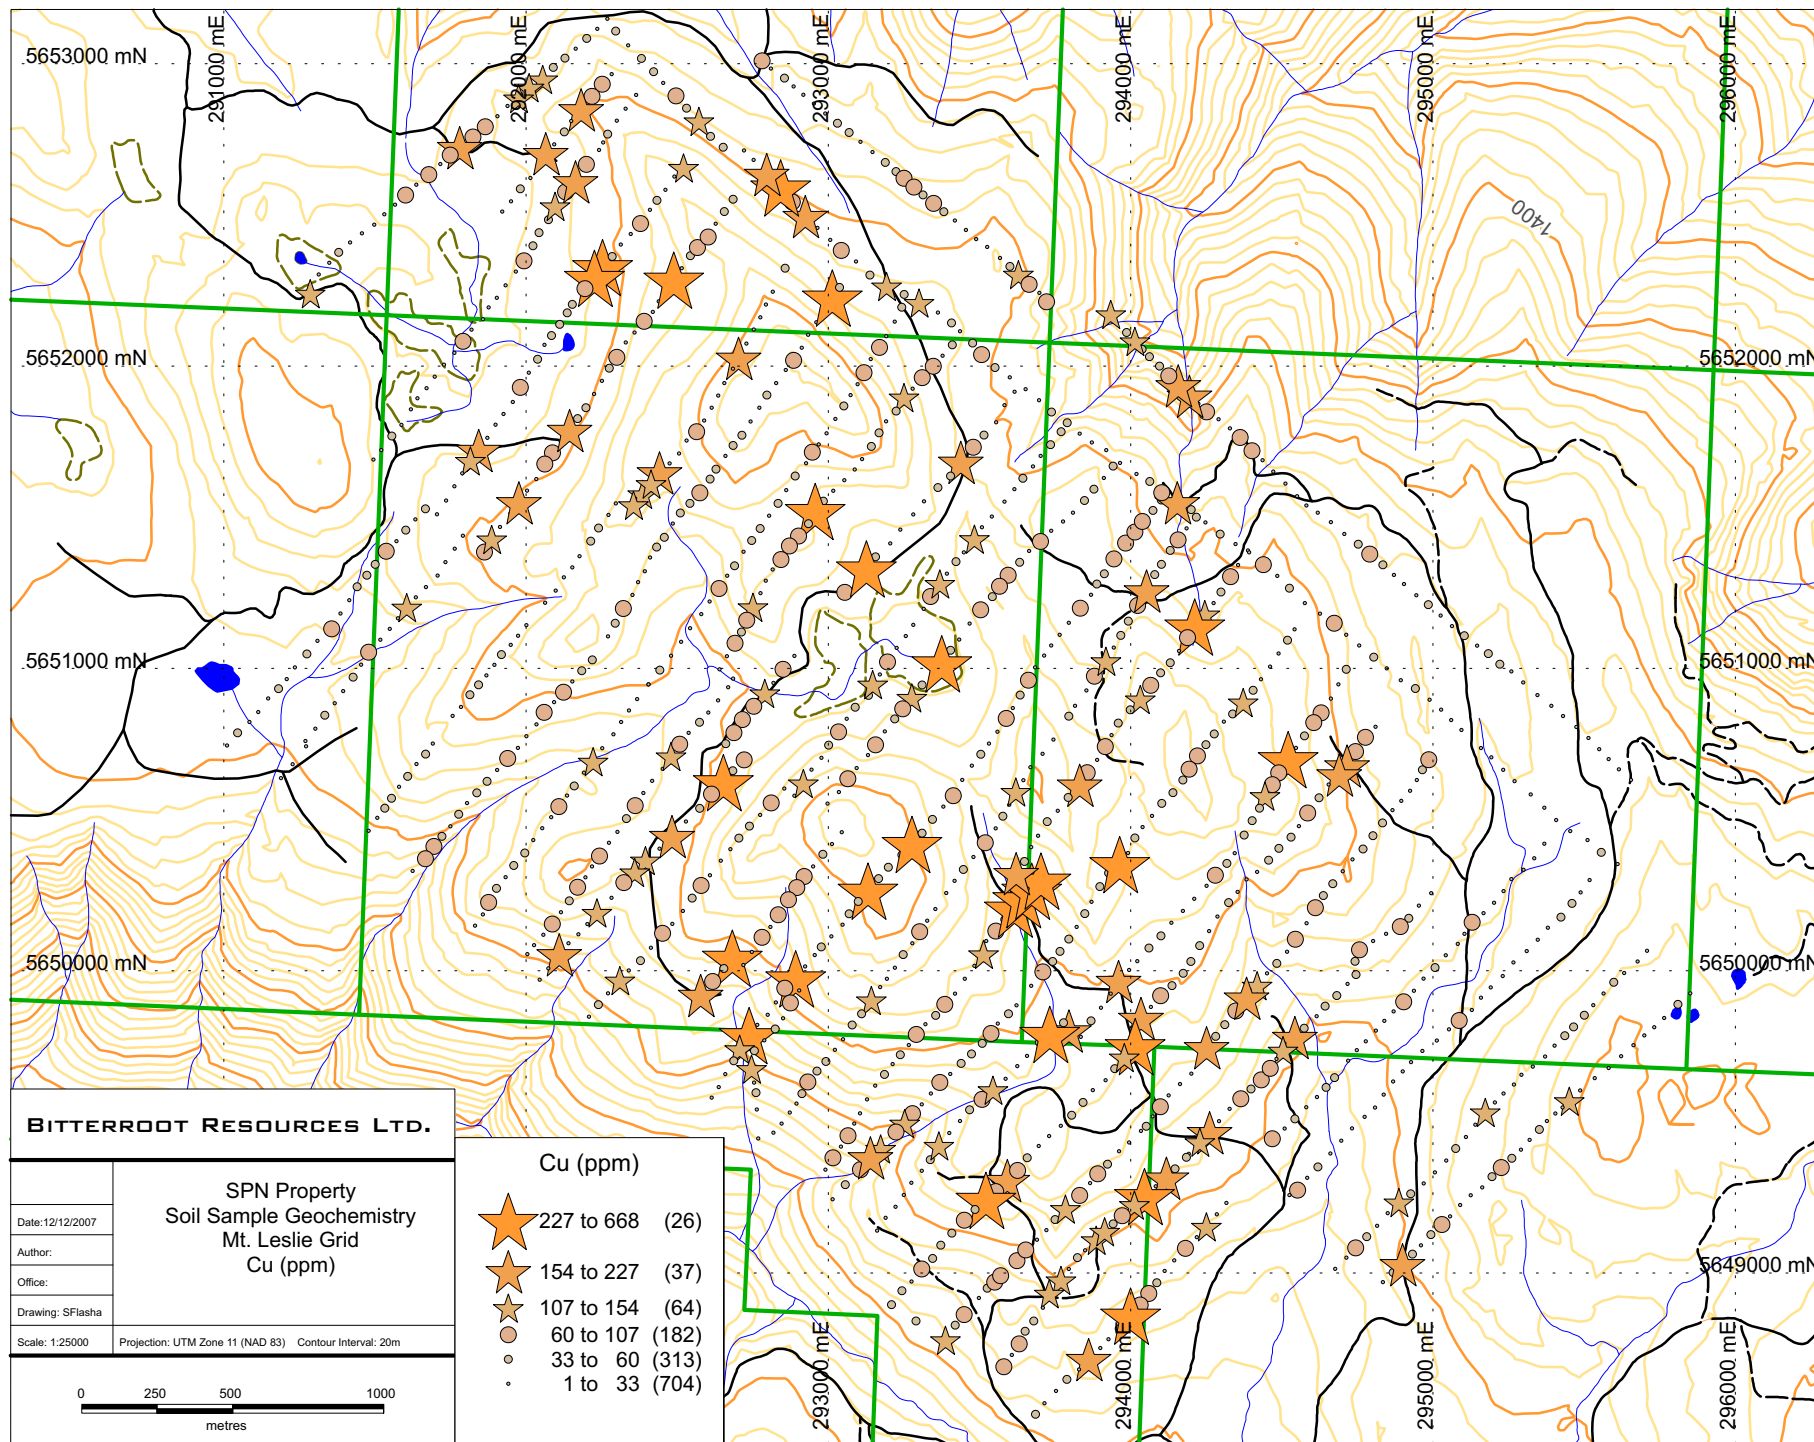 291000 mE
292000 mE
293000 mE
294000 mE
295000 mE
296000 mE
5653000 mN
1400
5652000 mN
5652000 mN
5651000 mN
5651000 mN
5650000 mN
5650000 mN
5649000 mN
293000 mE
294000 mE
295000 mE
296000 mE
BITTERROOT RESOURCES LTD.
SPN Property
Soil Sample Geochemistry
Mt. Leslie Grid
Cu (ppm)
Date:12/12/2007
Author:
Office:
Drawing: SFlasha
Scale: 1:25000 Projection: UTM Zone 11 (NAD 83) Contour Interval: 20m
0 250 500 1000
metres
Cu (ppm)
227 to 668 (26)
154 to 227 (37)
107 to 154 (64)
60 to 107 (182)
33 to 60 (313)
1 to 33 (704)